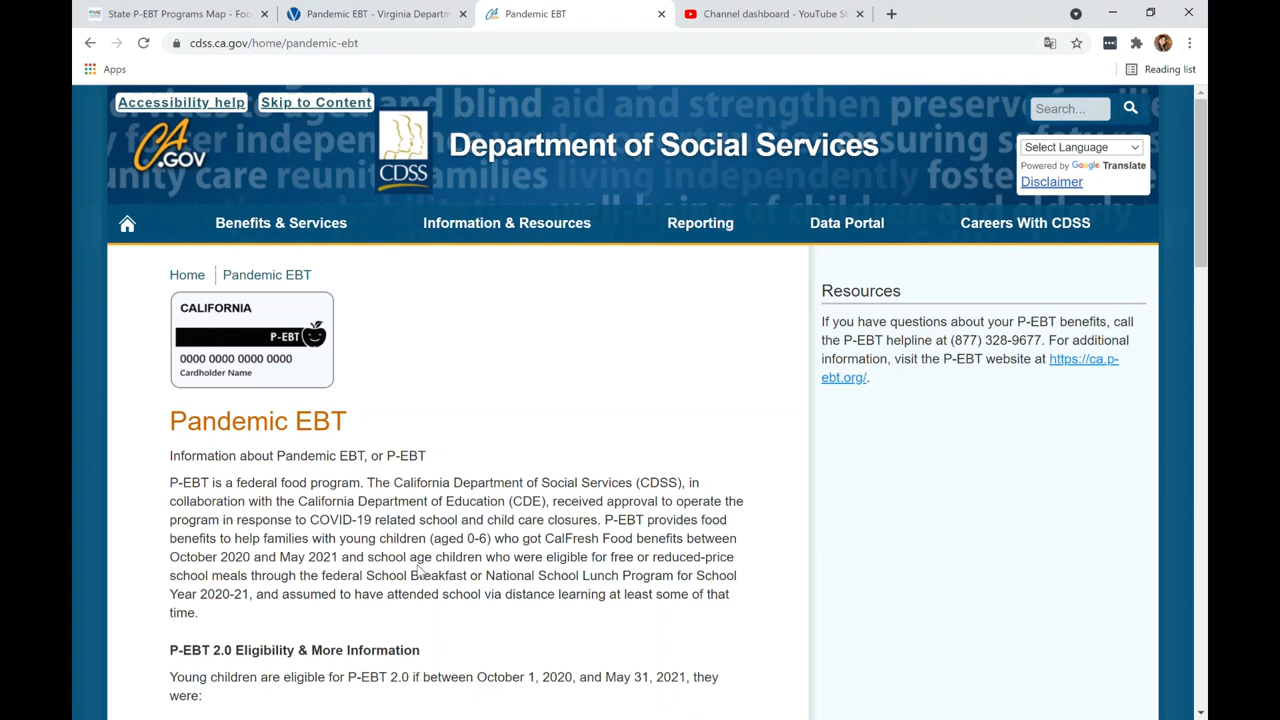 State P-EBT Programs Map - Foo
Pandemic EBT - Virginia Departm
Pandemic EBT
Channel dashboard - YouTube S
cdss.ca.gov/home/pandemic-ebt
Apps
Reading list
Accessibility help
Skip to Content
Search...
CA
.GOV
CDSS
Department of Social Services
Select Language
Powered by Google Translate
Disclaimer
Benefits & Services
Information & Resources
Reporting
Data Portal
Careers With CDSS
Home
Pandemic EBT
CALIFORNIA
P-EBT
0000 0000 0000 0000
Cardholder Name
Pandemic EBT
Information about Pandemic EBT, or P-EBT
P-EBT is a federal food program. The California Department of Social Services (CDSS), in
collaboration with the California Department of Education (CDE), received approval to operate the
program in response to COVID-19 related school and child care closures. P-EBT provides food
benefits to help families with young children (aged 0-6) who got CalFresh Food benefits between
October 2020 and May 2021 and school age children who were eligible for free or reduced-price
school meals through the federal School Breakfast or National School Lunch Program for School
Year 2020-21, and assumed to have attended school via distance learning at least some of that
time.
P-EBT 2.0 Eligibility & More Information
Young children are eligible for P-EBT 2.0 if between October 1, 2020, and May 31, 2021, they
were:
Resources
If you have questions about your P-EBT benefits, call
the P-EBT helpline at (877) 328-9677. For additional
information, visit the P-EBT website at https://ca.p-
ebt.org/.